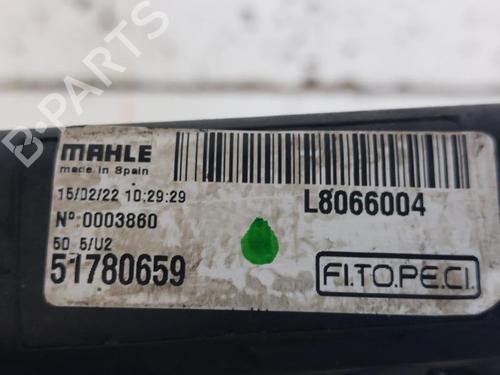 B-PARTS
MAHLE
made in Spain
15/02/22 10:29:29
L8066004
Nº:0003860
50 5/U2
51780659
FI.TO.PE.CI.